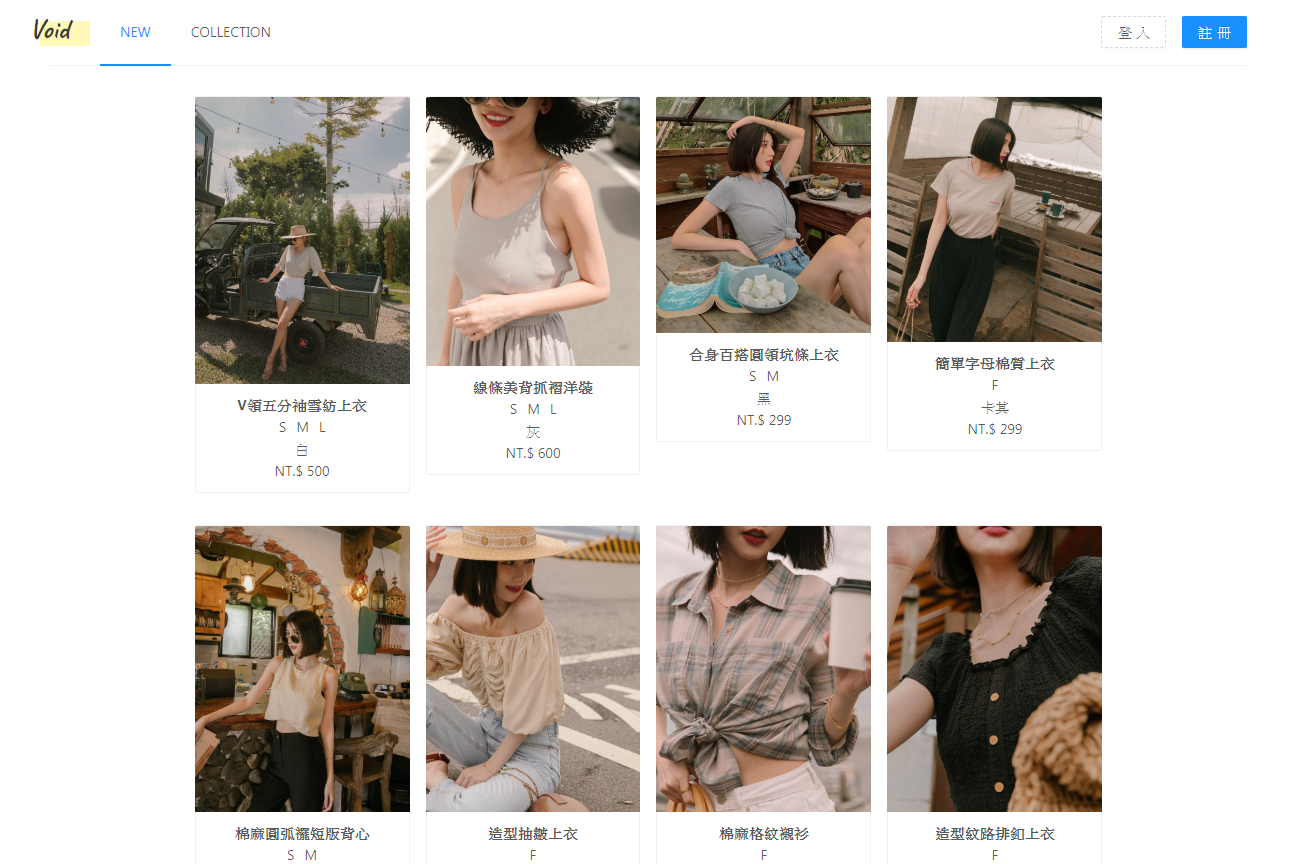 Void
NEW
COLLECTION
登 入
註 冊
V領五分袖雪紡上衣
S M L
白
NT.$ 500
線條美背抓褶洋裝
S M L
灰
NT.$ 600
合身百搭圓領坑條上衣
S M
黑
NT.$ 299
簡單字母棉質上衣
F
卡其
NT.$ 299
棉麻圓弧襬短版背心
S M
造型抽皺上衣
F
棉麻格紋襯衫
F
造型紋路排釦上衣
F